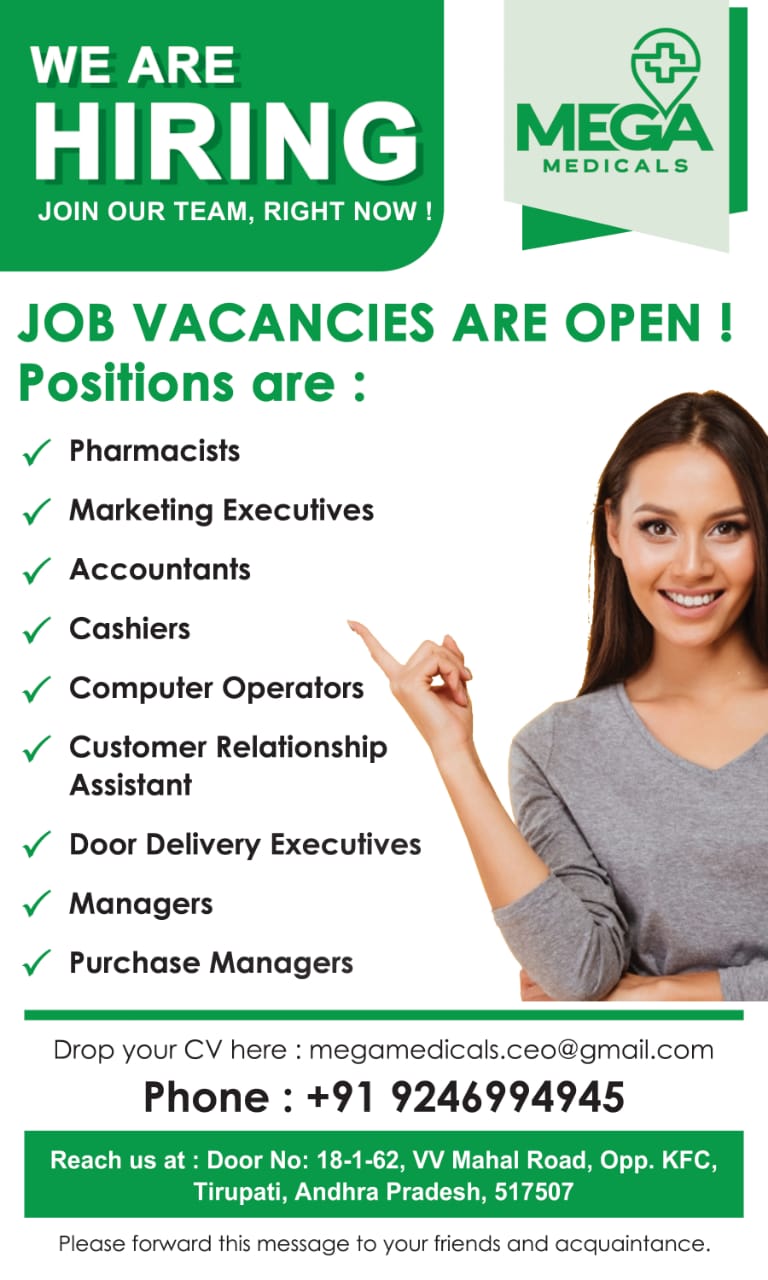 WE ARE
HIRING
JOIN OUR TEAM, RIGHT NOW !
MEGA
MEDICALS
JOB VACANCIES ARE OPEN !
Positions are :
Pharmacists
Marketing Executives
Accountants
Cashiers
Computer Operators
Customer Relationship
Assistant
Door Delivery Executives
Managers
Purchase Managers
Drop your CV here : megamedicals.ceo@gmail.com
Phone : +91 9246994945
Reach us at : Door No: 18-1-62, VV Mahal Road, Opp. KFC,
Tirupati, Andhra Pradesh, 517507
Please forward this message to your friends and acquaintance.